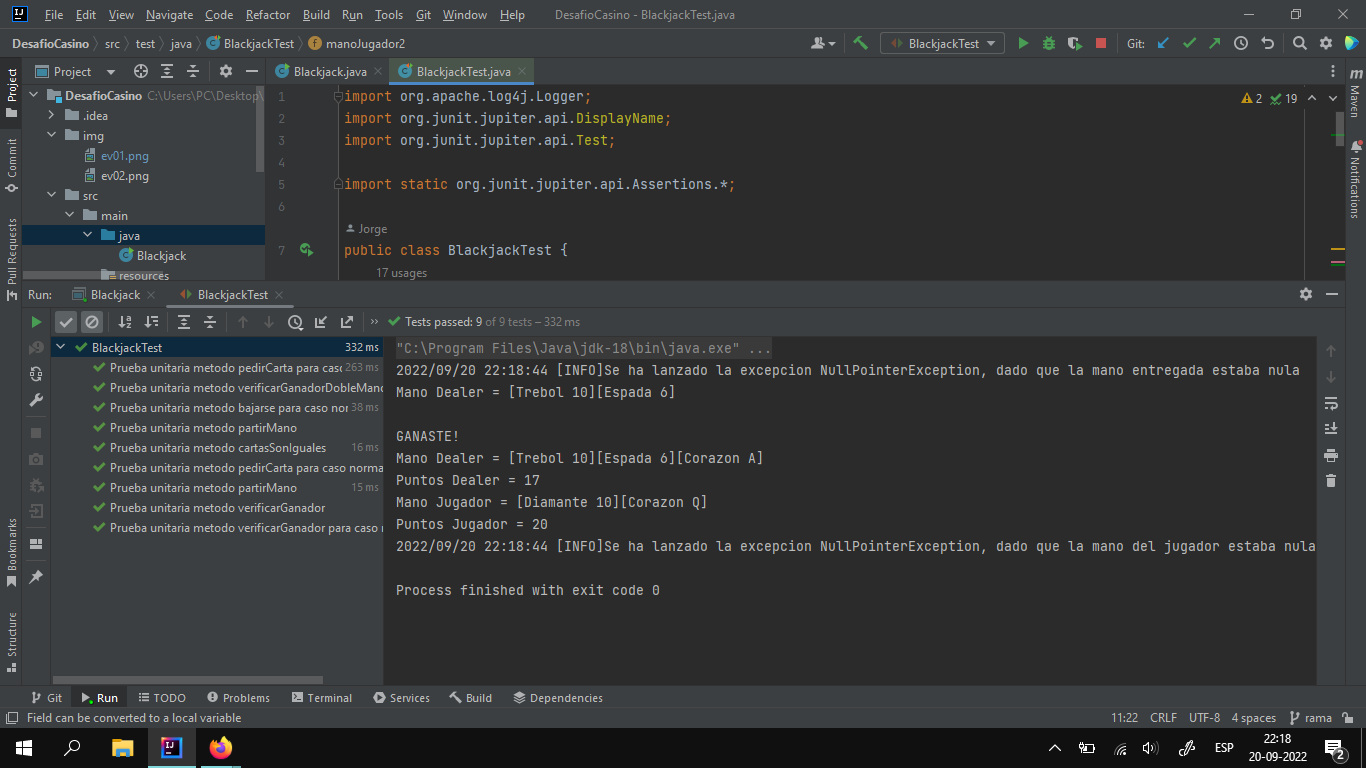 File Edit View Navigate Code Refactor Build Run Tools Git Window Help DesafioCasino - BlackjackTest.java
DesafioCasino src test java BlackjackTest manoJugador2 BlackjackTest Git:
Project
Blackjack.java
BlackjackTest.java
DesafioCasino C:\Users\PC\Desktop\
.idea
img
ev01.png
ev02.png
src
main
java
Blackjack
resources
1 import org.apache.log4j.Logger;
2 import org.junit.jupiter.api.DisplayName;
3 import org.junit.jupiter.api.Test;
4
5 import static org.junit.jupiter.api.Assertions.*;
6
Jorge
7 public class BlackjackTest {
17 usages
2 19
Project
Commit
Pull Requests
Bookmarks
Structure
Maven
Notifications
Run: Blackjack BlackjackTest
Tests passed: 9 of 9 tests – 332 ms
BlackjackTest 332 ms
Prueba unitaria metodo pedirCarta para caso 263 ms
Prueba unitaria metodo verificarGanadorDobleMano
Prueba unitaria metodo bajarse para caso nor 38 ms
Prueba unitaria metodo partirMano
Prueba unitaria metodo cartasSonIguales 16 ms
Prueba unitaria metodo pedirCarta para caso norma
Prueba unitaria metodo partirMano 15 ms
Prueba unitaria metodo verificarGanador
Prueba unitaria metodo verificarGanador para caso
"C:\Program Files\Java\jdk-18\bin\java.exe" ...
2022/09/20 22:18:44 [INFO]Se ha lanzado la excepcion NullPointerException, dado que la mano entregada estaba nula
Mano Dealer = [Trebol 10][Espada 6]
GANASTE!
Mano Dealer = [Trebol 10][Espada 6][Corazon A]
Puntos Dealer = 17
Mano Jugador = [Diamante 10][Corazon Q]
Puntos Jugador = 20
2022/09/20 22:18:44 [INFO]Se ha lanzado la excepcion NullPointerException, dado que la mano del jugador estaba nula
Process finished with exit code 0
Git Run TODO Problems Terminal Services Build Dependencies
Field can be converted to a local variable 11:22 CRLF UTF-8 4 spaces rama
ESP
22:18
20-09-2022
2